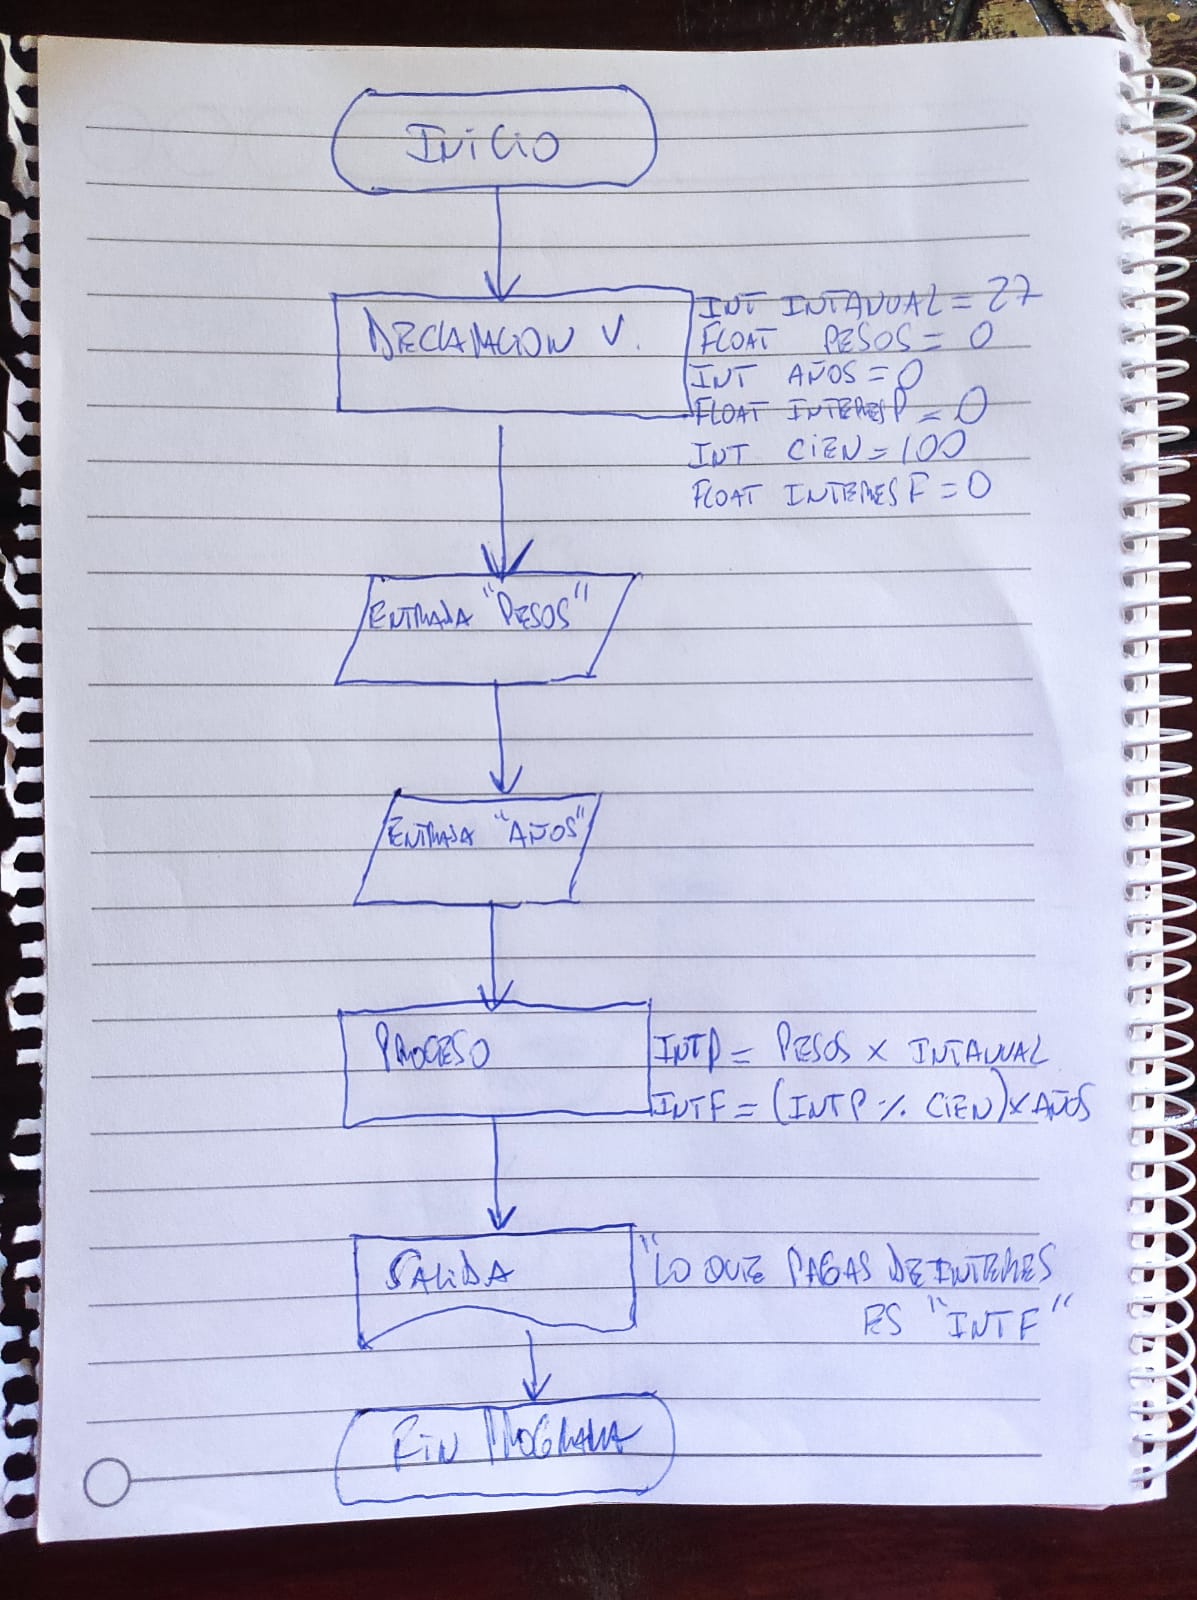 INICIO
DECLARACION V.
INT INTANUAL = 27
FLOAT PESOS = 0
INT AÑOS = 0
FLOAT INTERESP = 0
INT CIEN = 100
FLOAT INTERES F = 0
ENTRADA "PESOS"
ENTRADA "AÑOS"
PROCESO
INTP = PESOS X INTANUAL
INTF = (INTP % CIEN) X AÑOS
SALIDA
"LO QUE PAGAS DE INTERES
ES "INTF"
FIN PROGRAMA